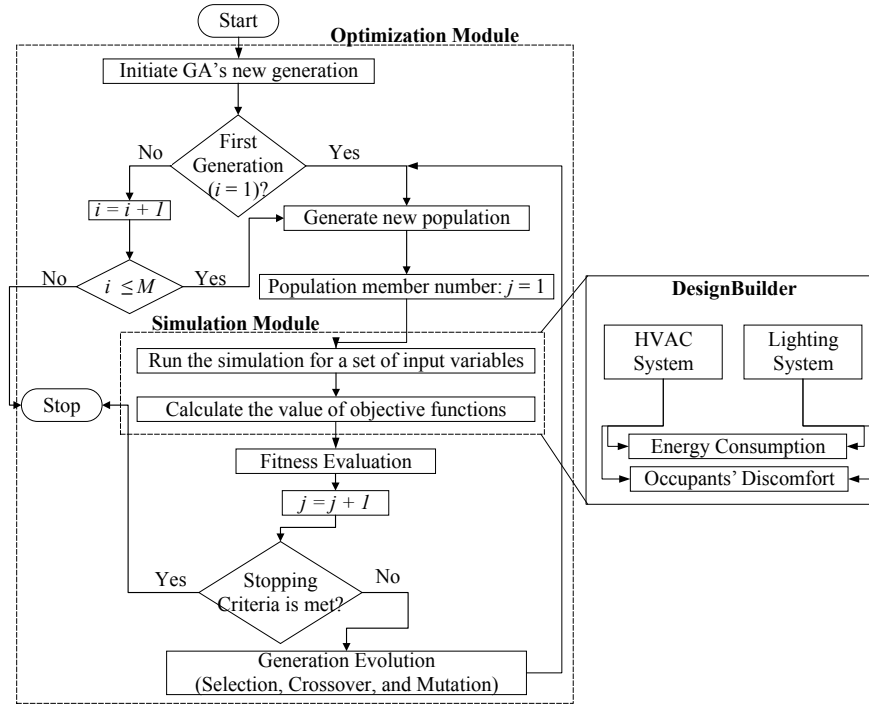 Start
Optimization Module
Initiate GA's new generation
First
Generation
(i = 1)?
No
Yes
i = i + 1
Generate new population
No
i ≤ M
Yes
Population member number: j = 1
Simulation Module
Run the simulation for a set of input variables
Calculate the value of objective functions
Stop
Fitness Evaluation
j = j + 1
Yes
No
Stopping
Criteria is met?
Generation Evolution
(Selection, Crossover, and Mutation)
DesignBuilder
HVAC
System
Lighting
System
Energy Consumption
Occupants' Discomfort